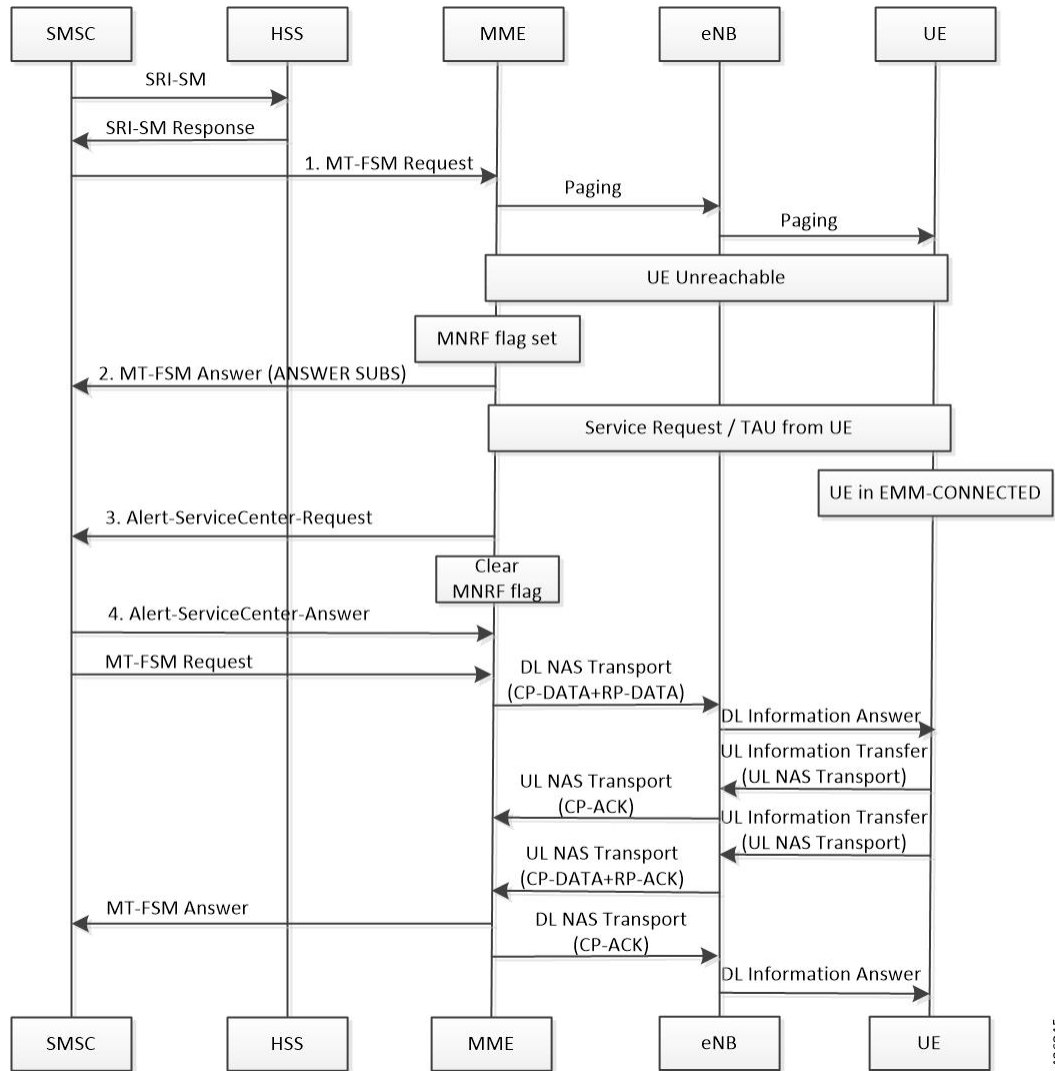 SMSC
HSS
MME
eNB
UE
SRI-SM
SRI-SM Response
1. MT-FSM Request
Paging
Paging
UE Unreachable
MNRF flag set
2. MT-FSM Answer (ANSWER SUBS)
Service Request / TAU from UE
UE in EMM-CONNECTED
3. Alert-ServiceCenter-Request
Clear
MNRF flag
4. Alert-ServiceCenter-Answer
MT-FSM Request
DL NAS Transport
(CP-DATA+RP-DATA)
DL Information Answer
UL Information Transfer
(UL NAS Transport)
UL NAS Transport
(CP-ACK)
UL Information Transfer
(UL NAS Transport)
UL NAS Transport
(CP-DATA+RP-ACK)
MT-FSM Answer
DL NAS Transport
(CP-ACK)
DL Information Answer
SMSC
HSS
MME
eNB
UE